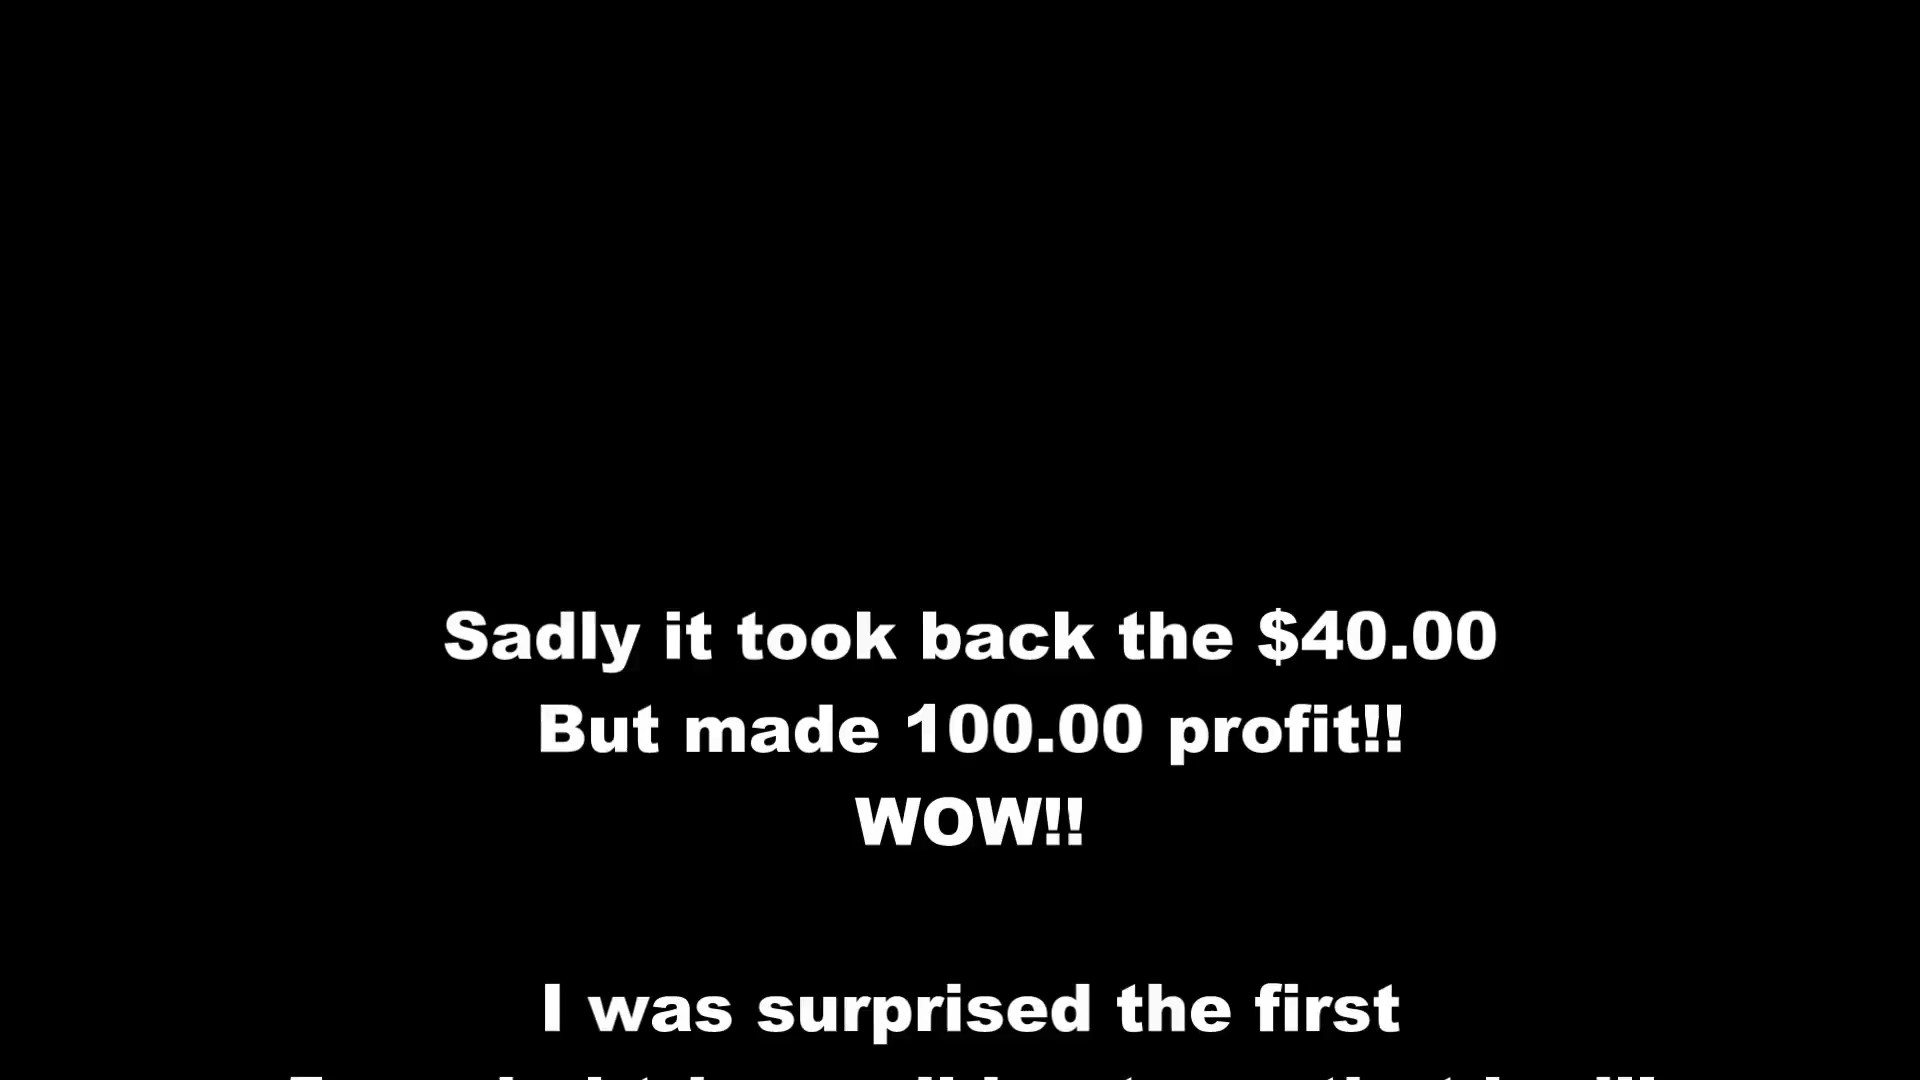 Sadly it took back the $40.00
But made 100.00 profit!!
WOW!!
I was surprised the first